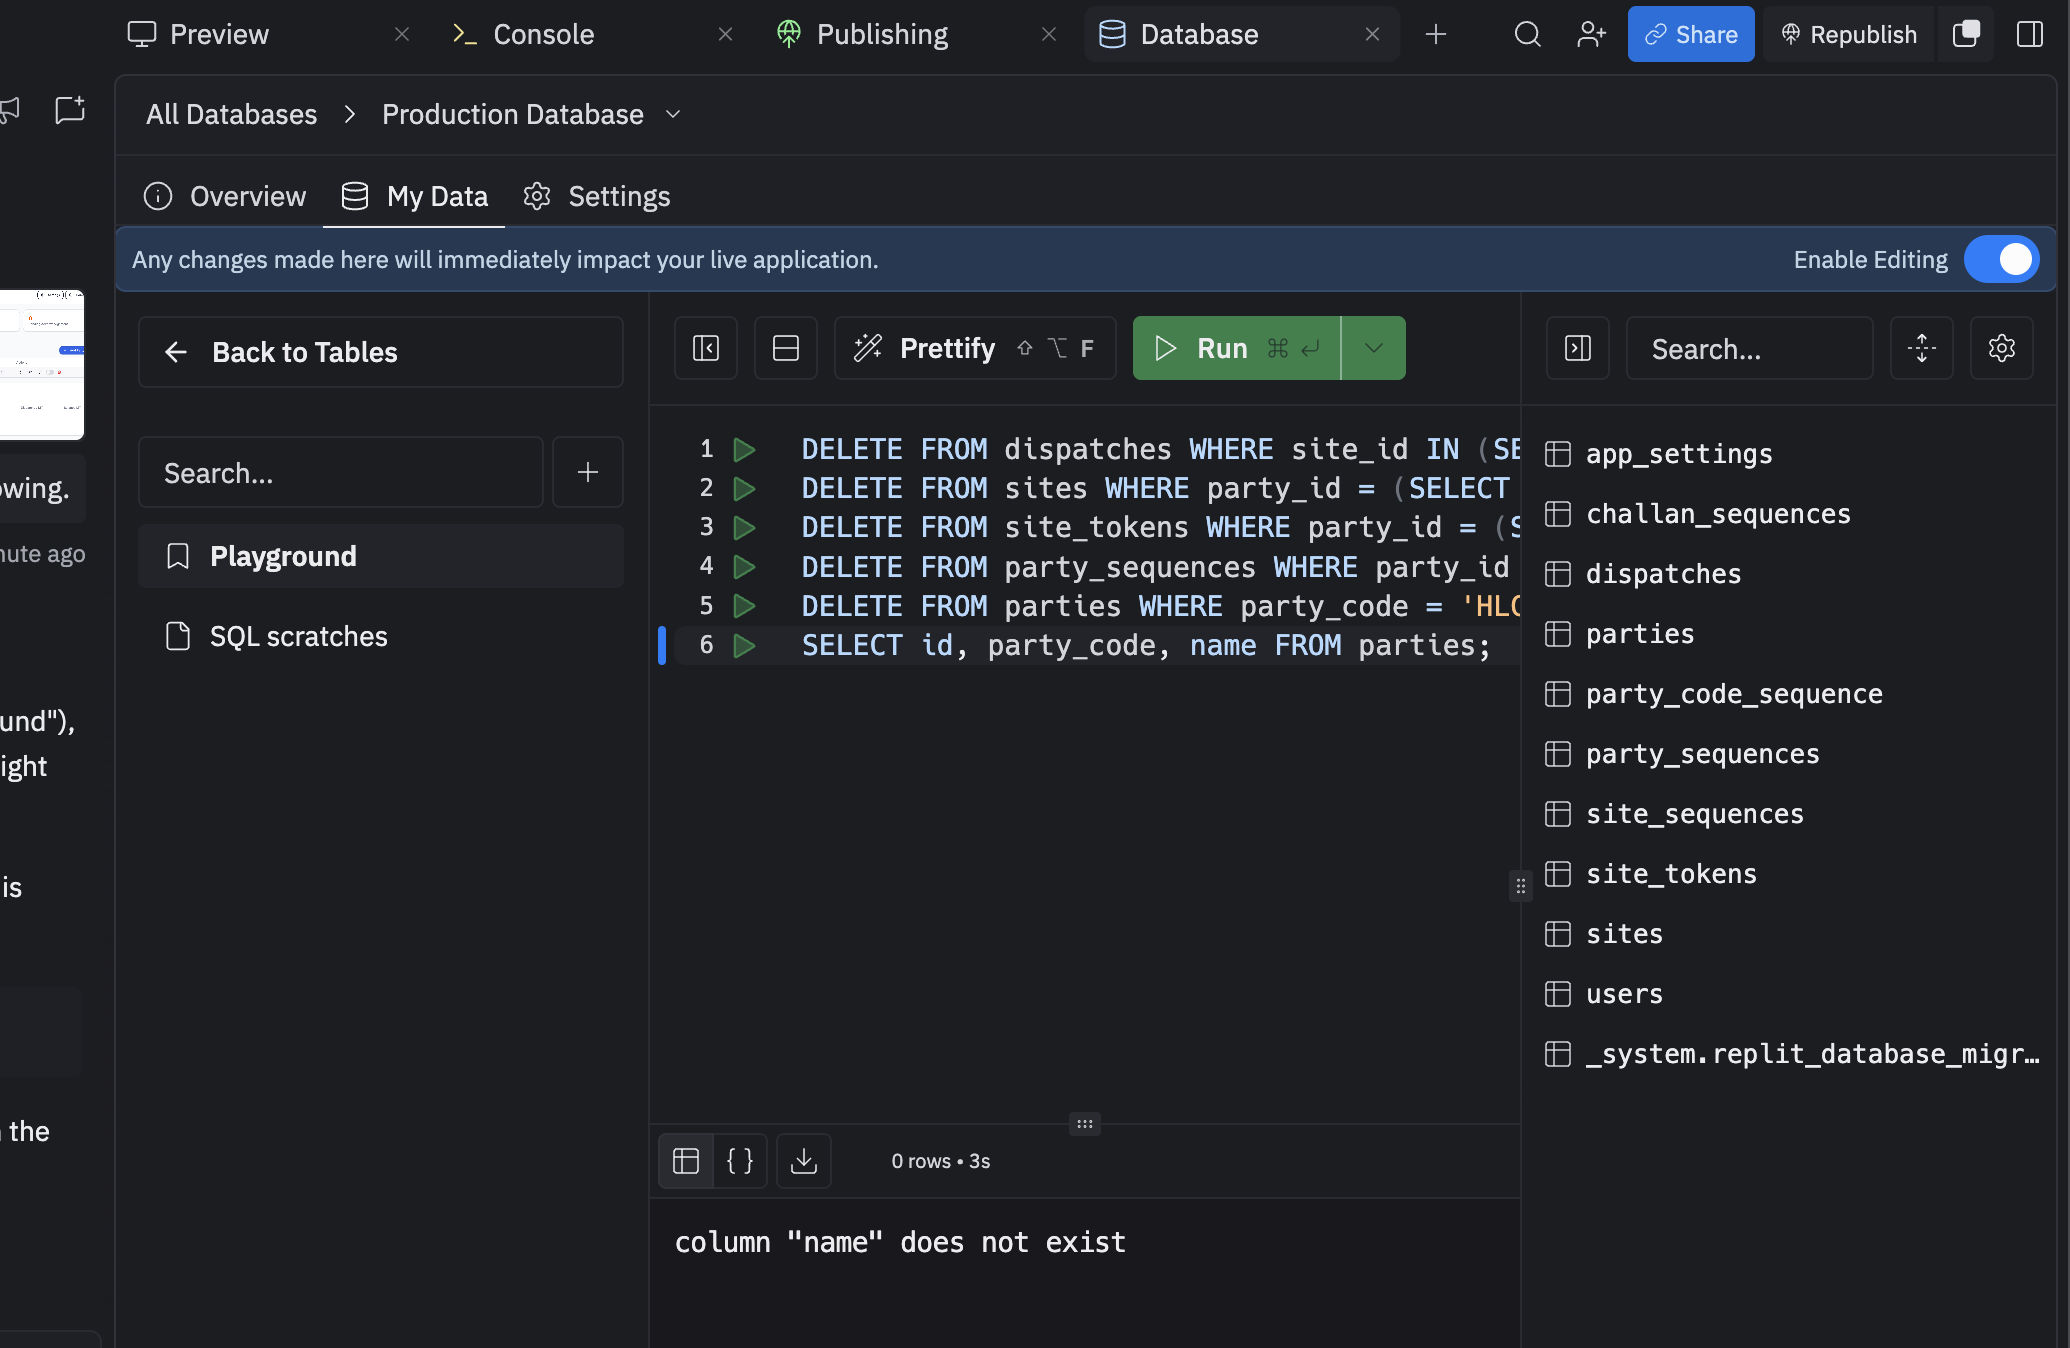 Preview
Console
Publishing
Database
Share
Republish
All Databases > Production Database
Overview
My Data
Settings
Any changes made here will immediately impact your live application.
Enable Editing
owing.
nute ago
und"),
ight
is
the
Back to Tables
Search...
Playground
SQL scratches
Prettify ⇧ ⌥ F
Run ⌘ ↵
1 DELETE FROM dispatches WHERE site_id IN (SE
2 DELETE FROM sites WHERE party_id = (SELECT
3 DELETE FROM site_tokens WHERE party_id = (S
4 DELETE FROM party_sequences WHERE party_id
5 DELETE FROM parties WHERE party_code = 'HLC
6 SELECT id, party_code, name FROM parties;
{ }
0 rows • 3s
column "name" does not exist
Search...
app_settings
challan_sequences
dispatches
parties
party_code_sequence
party_sequences
site_sequences
site_tokens
sites
users
_system.replit_database_migr…